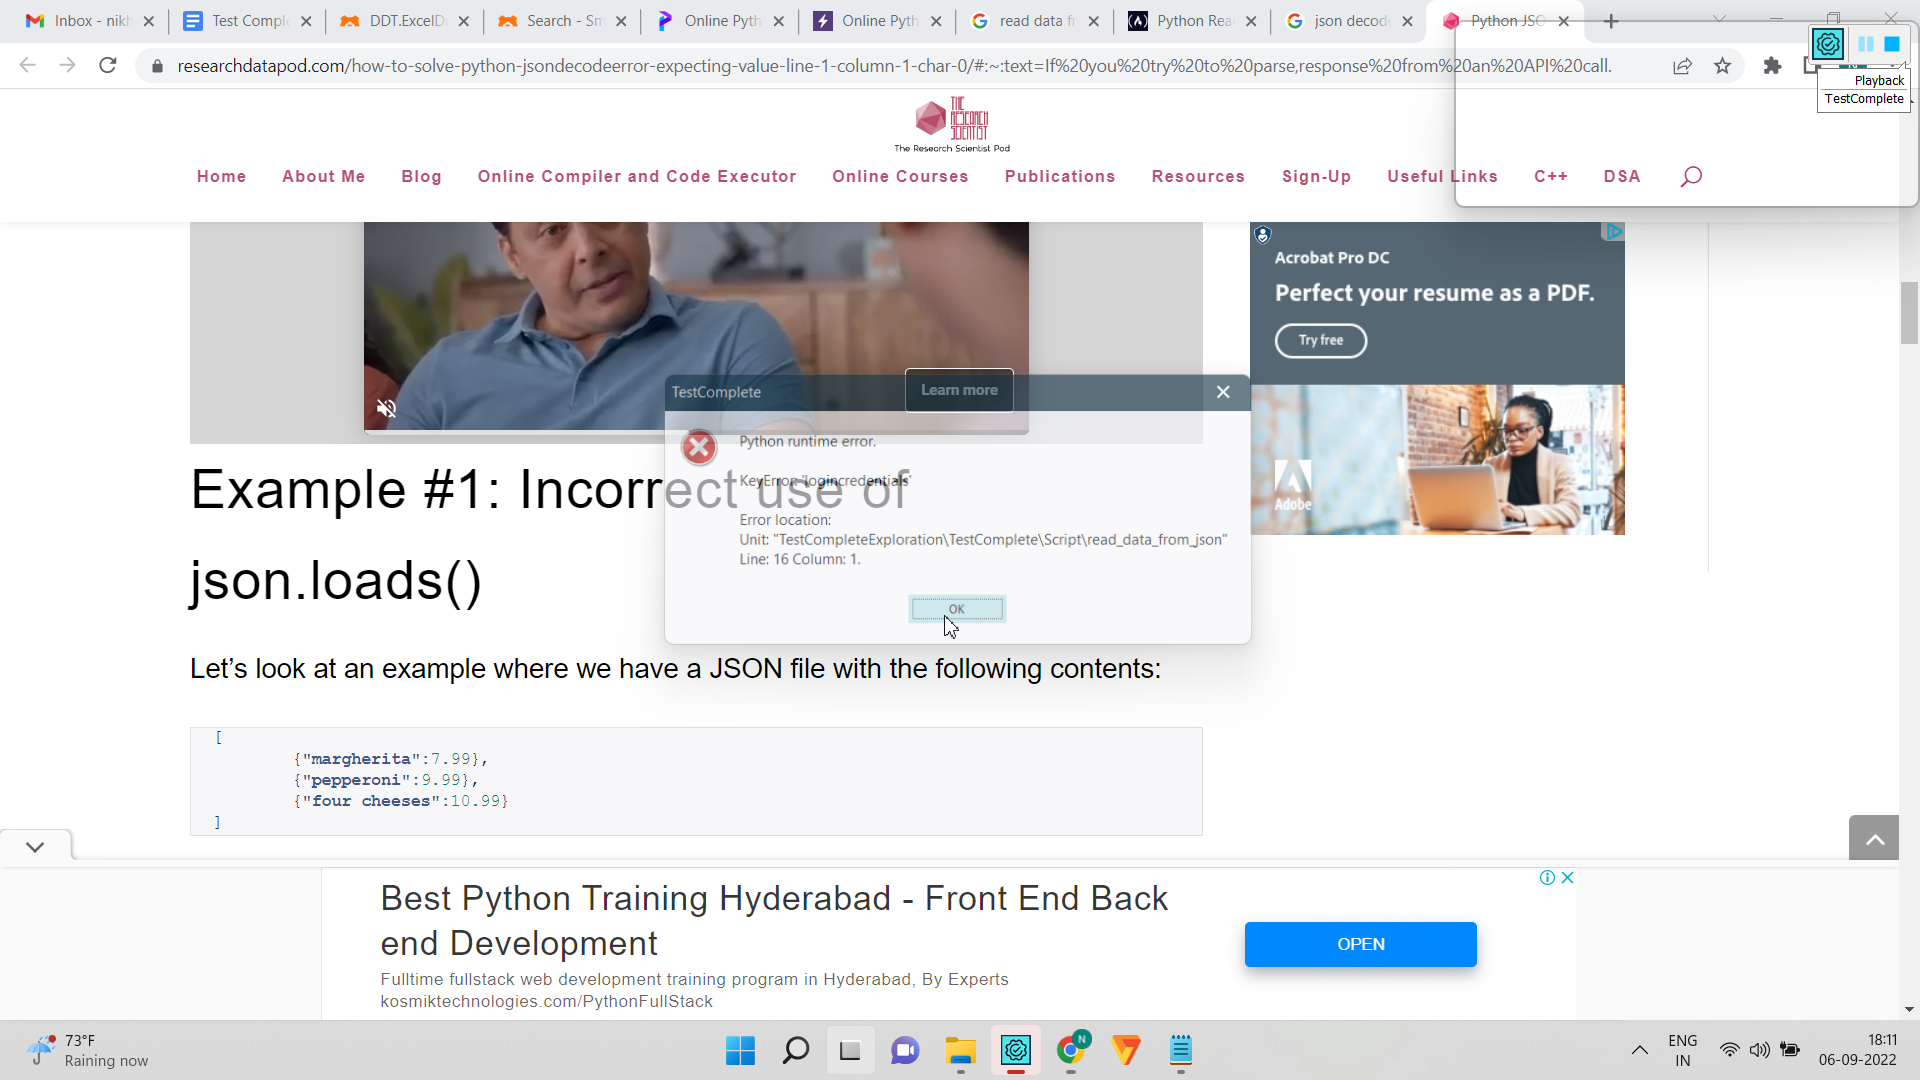 Inbox - nikh
Test Comple
DDT.ExcelD
Search - Sm
Online Pyth
Online Pyth
read data f
Python Rea
json decod
Python JSO
researchdatapod.com/how-to-solve-python-jsondecodeerror-expecting-value-line-1-column-1-char-0/#:~:text=If%20you%20try%20to%20parse,response%20from%20an%20API%20call.
Playback
TestComplete
THE
RESEARCH
SCIENTIST
The Research Scientist Pod
Home
About Me
Blog
Online Compiler and Code Executor
Online Courses
Publications
Resources
Sign-Up
Useful Links
C++
DSA
Acrobat Pro DC
Perfect your resume as a PDF.
Try free
Adobe
TestComplete
Learn more
Python runtime error.
KeyError: 'logincredentials'
Error location:
Unit: "TestCompleteExploration\TestComplete\Script\read_data_from_json"
Line: 16 Column: 1.
OK
Example #1: Incorrect use of
json.loads()
Let’s look at an example where we have a JSON file with the following contents:
[
{"margherita":7.99},
{"pepperoni":9.99},
{"four cheeses":10.99}
]
Best Python Training Hyderabad - Front End Back
end Development
Fulltime fullstack web development training program in Hyderabad, By Experts
kosmiktechnologies.com/PythonFullStack
OPEN
73°F
Raining now
N
ENG
IN
18:11
06-09-2022